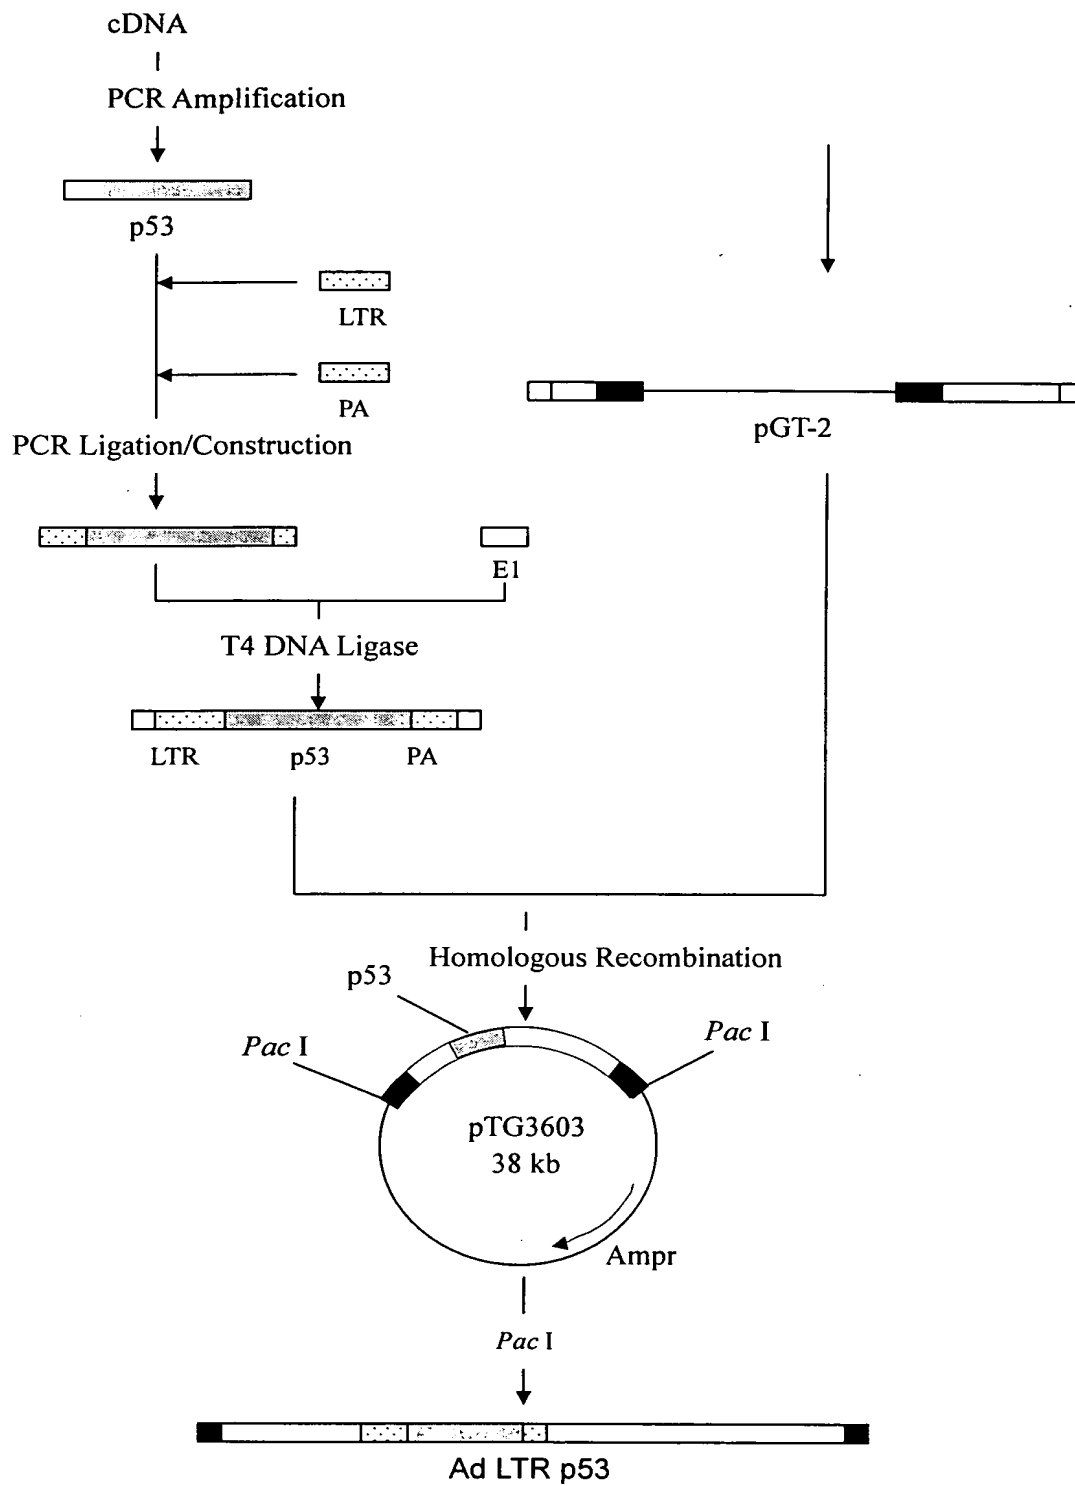 cDNA
PCR Amplification
p53
LTR
PA
pGT-2
PCR Ligation/Construction
E1
T4 DNA Ligase
LTR p53 PA
Homologous Recombination
p53
Pac I
Pac I
pTG3603
38 kb
Ampr
Pac I
Ad LTR p53